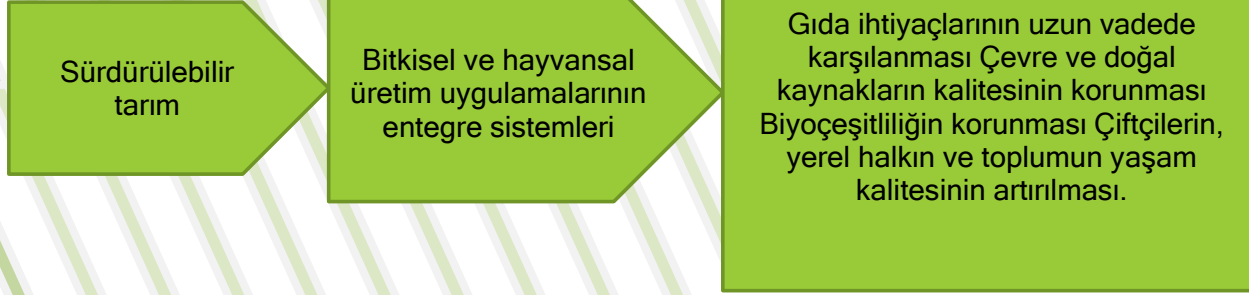 Sürdürülebilir
tarım
Bitkisel ve hayvansal
üretim uygulamalarının
entegre sistemleri
Gıda ihtiyaçlarının uzun vadede
karşılanması Çevre ve doğal
kaynakların kalitesinin korunması
Biyoçeşitliliğin korunması Çiftçilerin,
yerel halkın ve toplumun yaşam
kalitesinin artırılması.